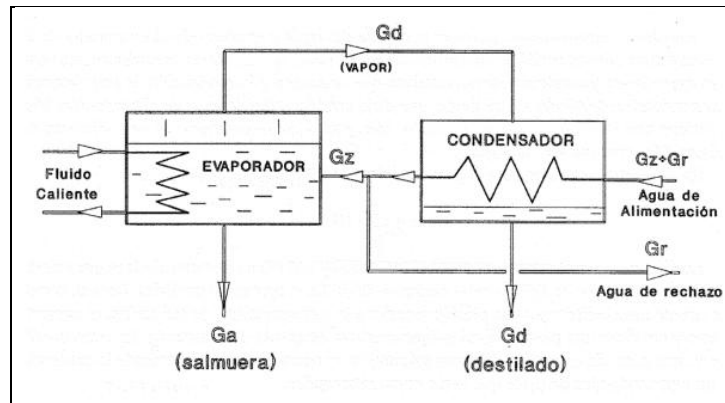 Gd
(VAPOR)
CONDENSADOR
EVAPORADOR
Gz
Gz+Gr
Fluido
Caliente
Agua de
Alimentación
Gr
Agua de rechazo
Ga
(salmuera)
Gd
(destilado)